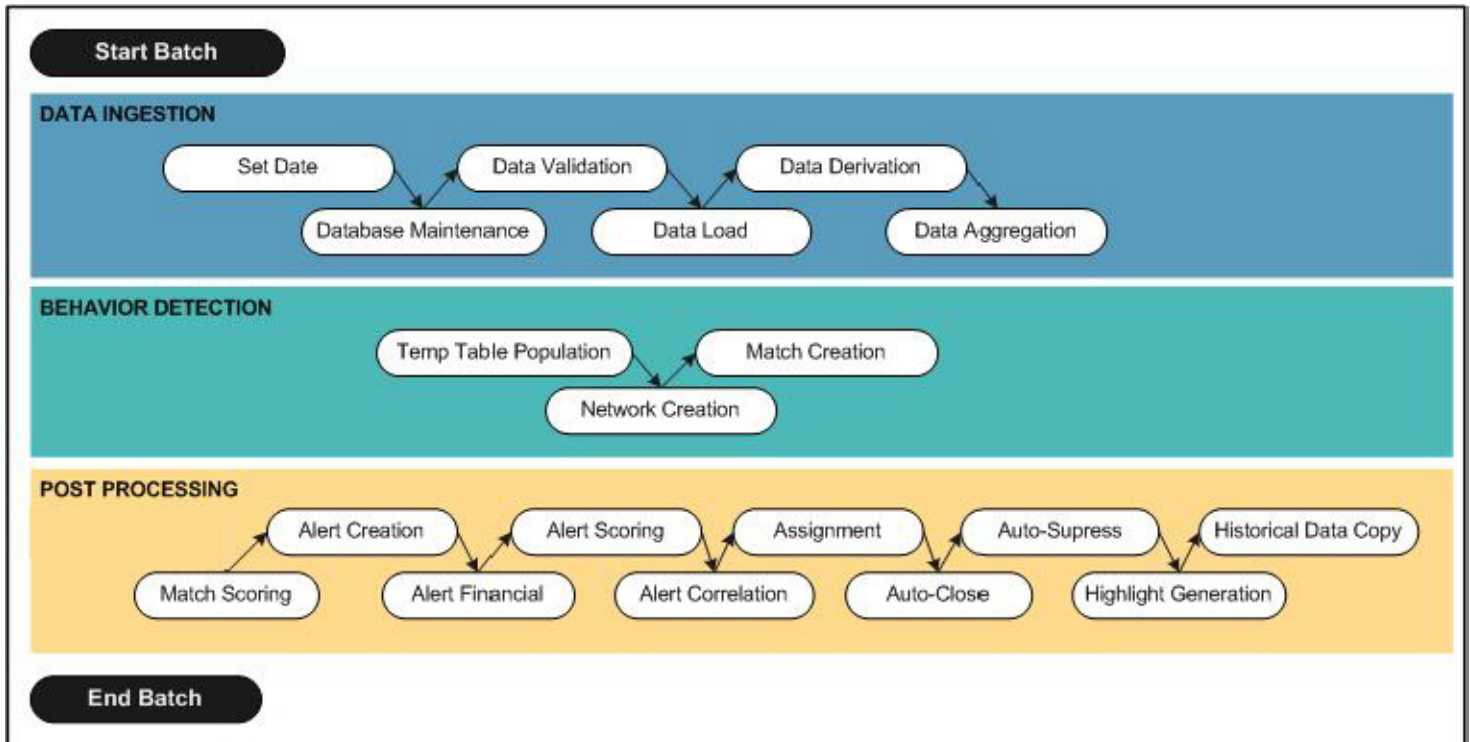 Start Batch
DATA INGESTION
Set Date
Data Validation
Data Derivation
Database Maintenance
Data Load
Data Aggregation
BEHAVIOR DETECTION
Temp Table Population
Match Creation
Network Creation
POST PROCESSING
Alert Creation
Alert Scoring
Assignment
Auto-Supress
Historical Data Copy
Match Scoring
Alert Financial
Alert Correlation
Auto-Close
Highlight Generation
End Batch